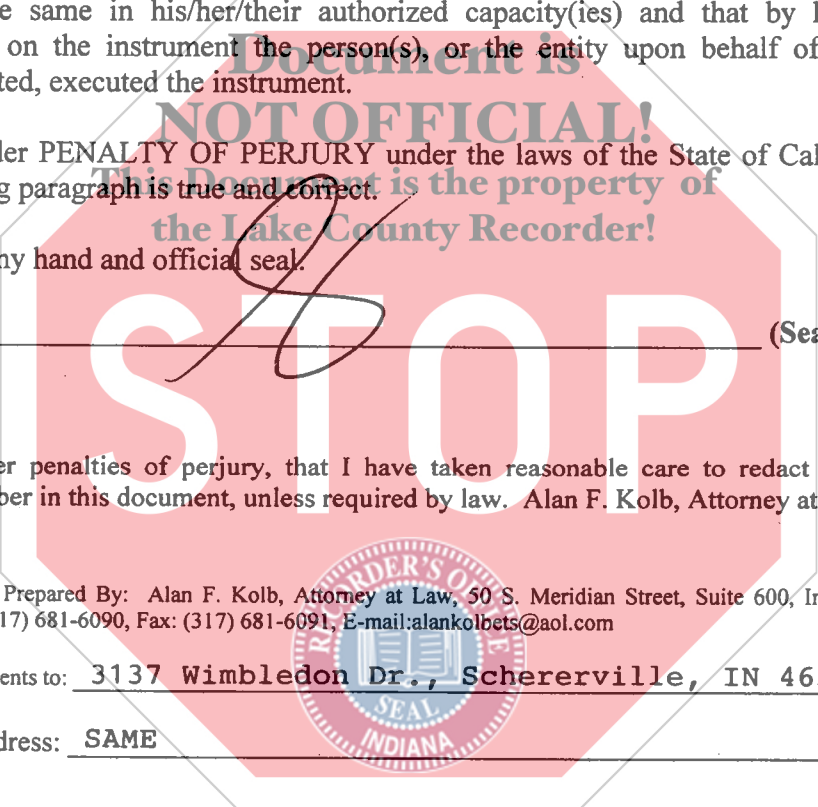 e same in his/her/their authorized capacity(ies) and that by
on the instrument the person(s), or the entity upon behalf of
ted, executed the instrument.
Document is
NOT OFFICIAL!
This Document is the property of
the Lake County Recorder!
ler PENALTY OF PERJURY under the laws of the State of Cal
g paragraph is true and correct.
ny hand and official seal.
(Sea
STOP
er penalties of perjury, that I have taken reasonable care to redact
ber in this document, unless required by law. Alan F. Kolb, Attorney at
Prepared By: Alan F. Kolb, Attorney at Law, 50 S. Meridian Street, Suite 600, In
17) 681-6090, Fax: (317) 681-6091, E-mail:alankolbets@aol.com
ents to: 3137 Wimbledon Dr., Schererville, IN 46
dress: SAME
RECORDER'S OFFICE
SEAL
INDIANA